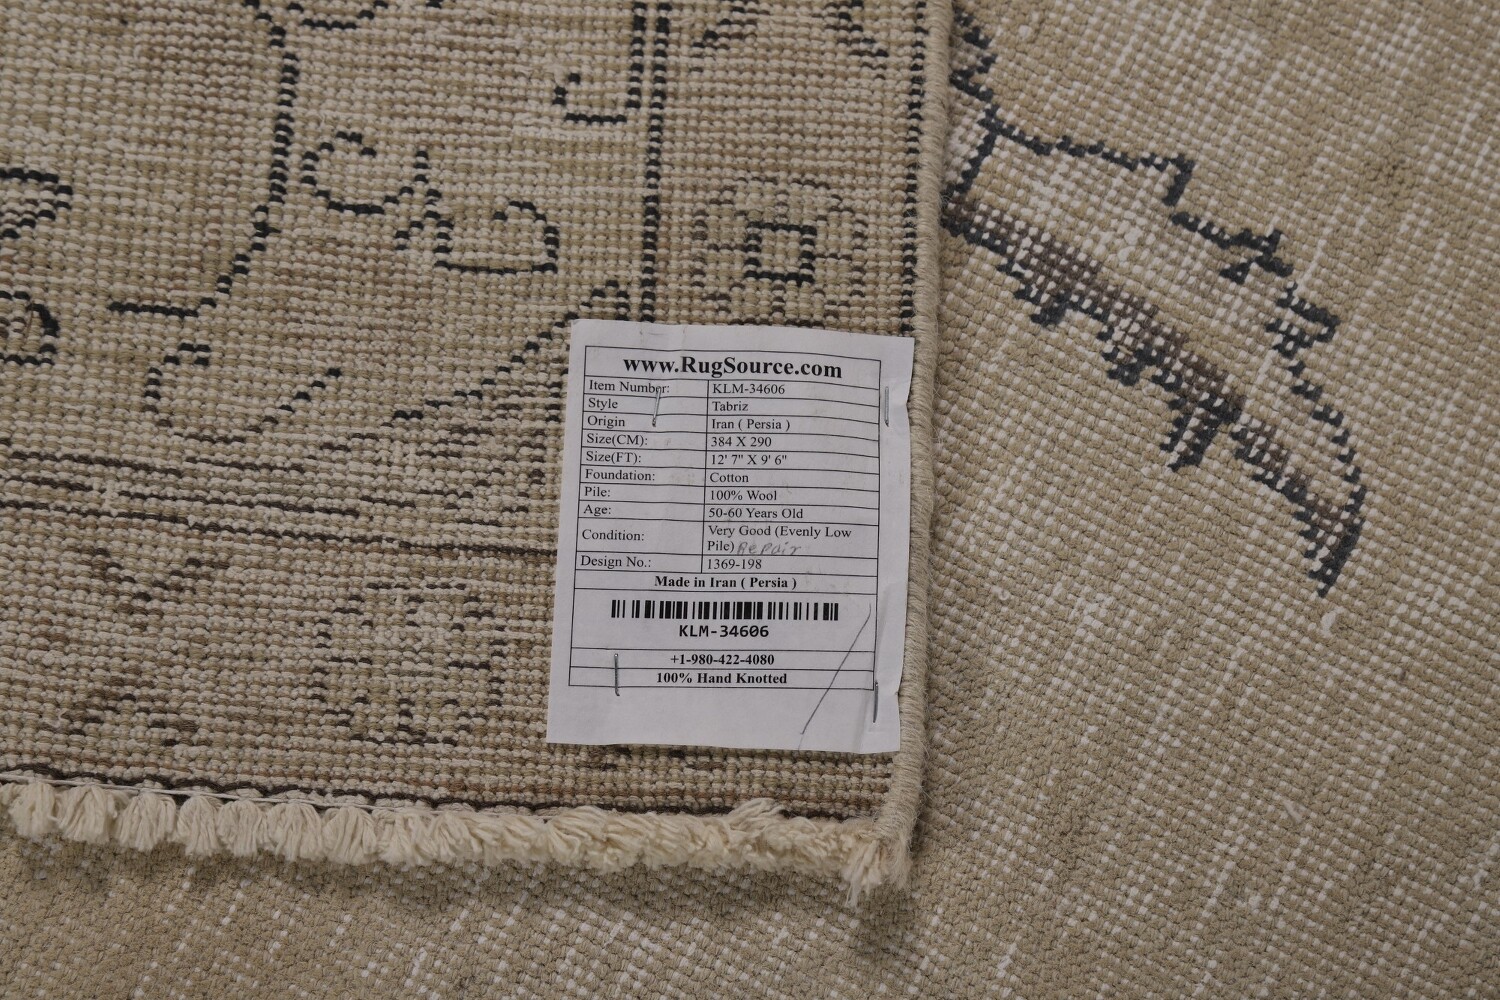 www.RugSource.com
Item Number: KLM-34606
Style Tabriz
Origin Iran ( Persia )
Size(CM): 384 X 290
Size(FT): 12' 7" X 9' 6"
Foundation: Cotton
Pile: 100% Wool
Age: 50-60 Years Old
Condition: Very Good (Evenly Low
Pile) Repair
Design No.: 1369-198
Made in Iran ( Persia )
KLM-34606
+1-980-422-4080
100% Hand Knotted